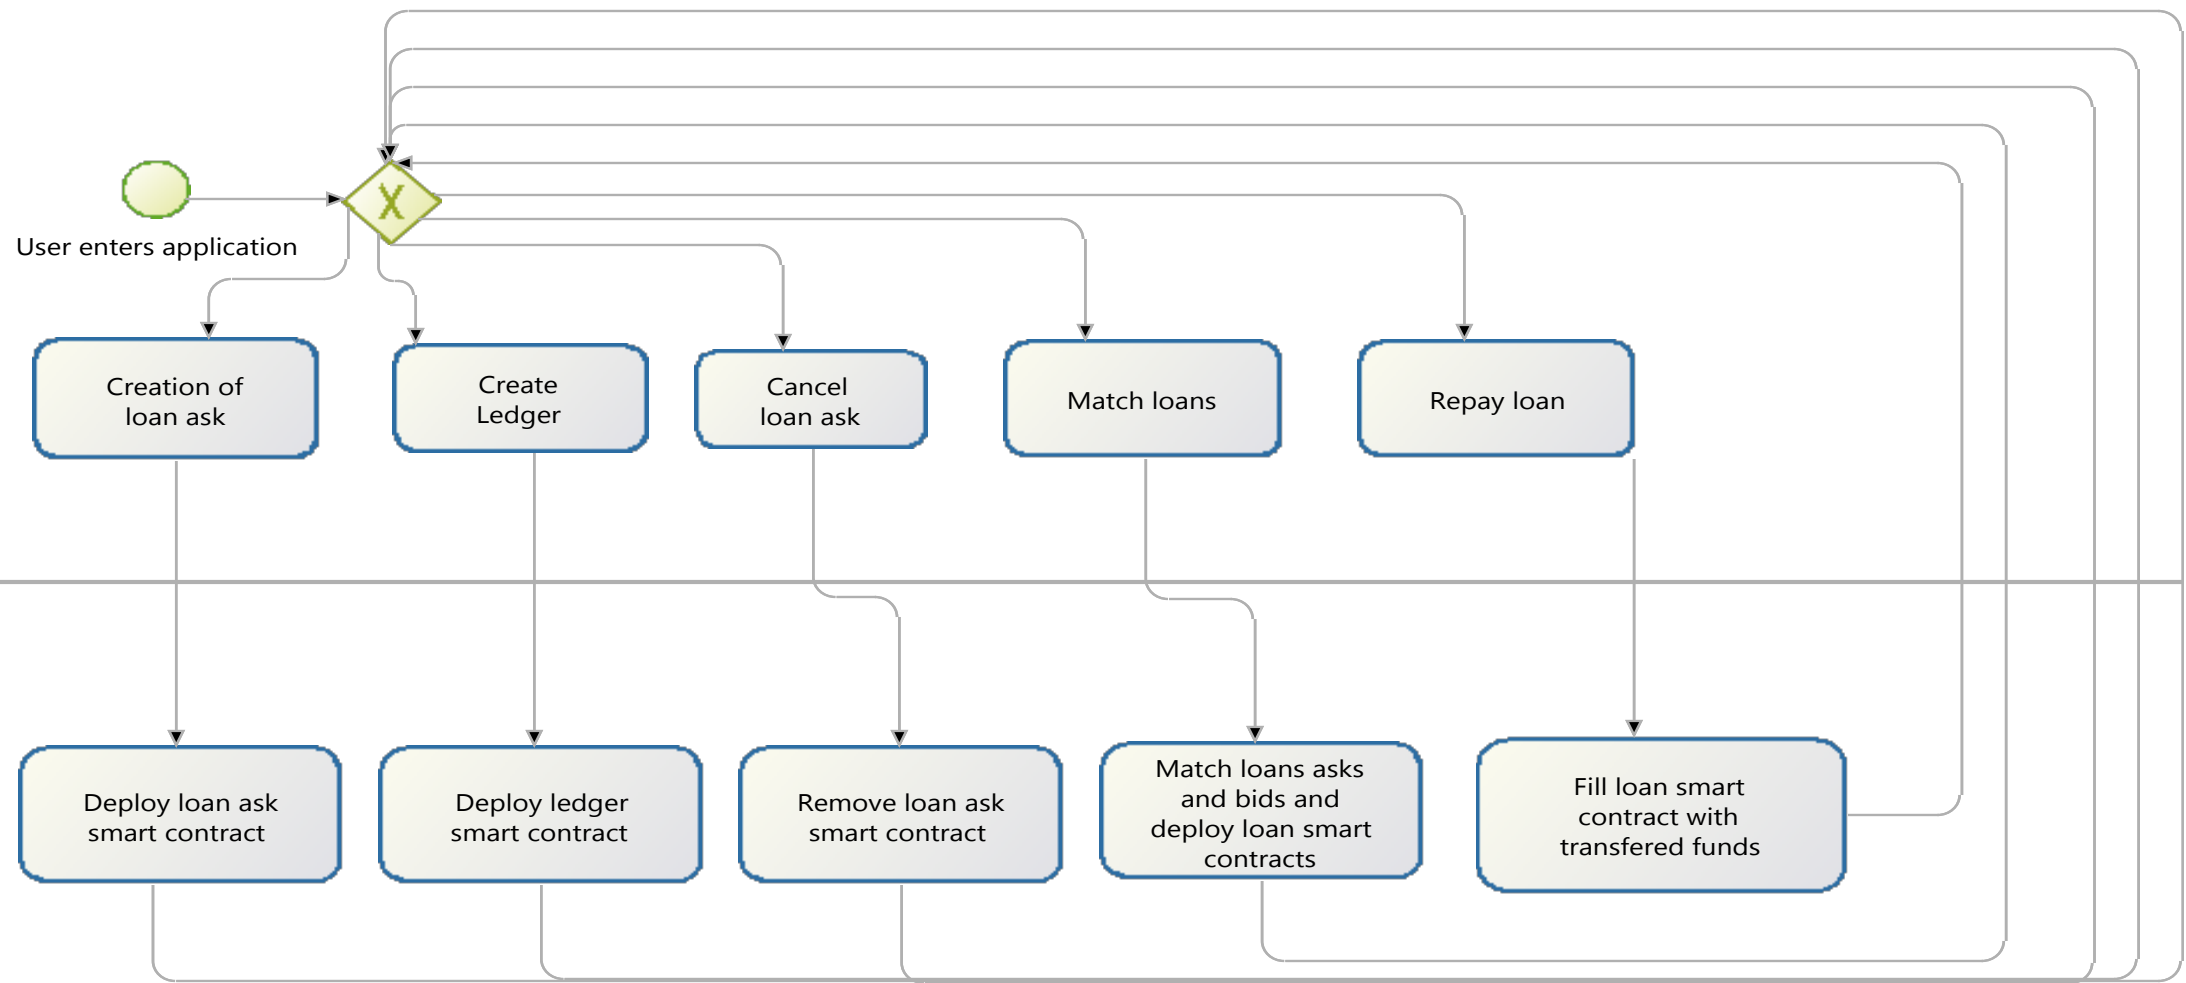 X
User enters application
Creation of
loan ask
Create
Ledger
Cancel
loan ask
Match loans
Repay loan
Deploy loan ask
smart contract
Deploy ledger
smart contract
Remove loan ask
smart contract
Match loans asks
and bids and
deploy loan smart
contracts
Fill loan smart
contract with
transfered funds